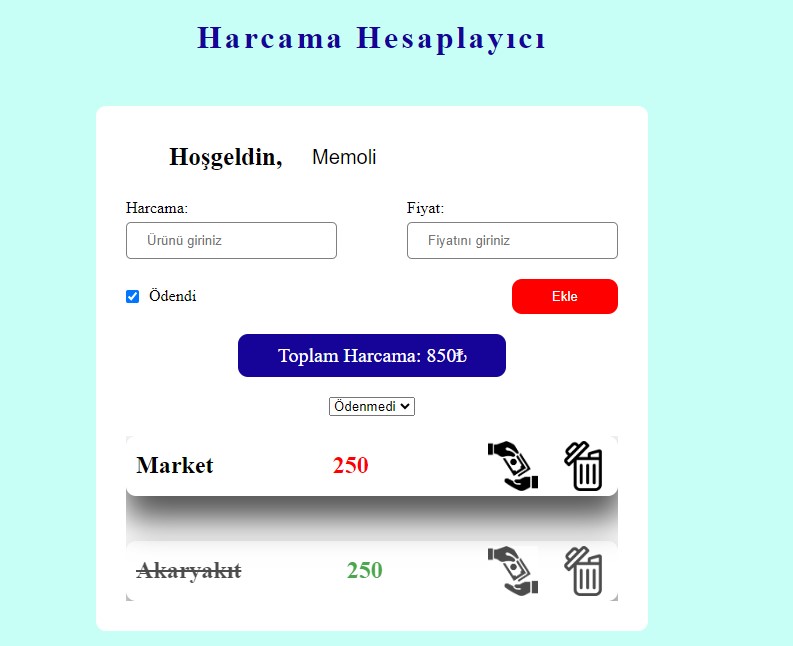 Harcama Hesaplayıcı
Hoşgeldin, Memoli
Harcama: Fiyat:
Ürünü giriniz Fiyatını giriniz
Ödendi Ekle
Toplam Harcama: 850₺
Ödenmedi
Market 250
Akaryakıt 250